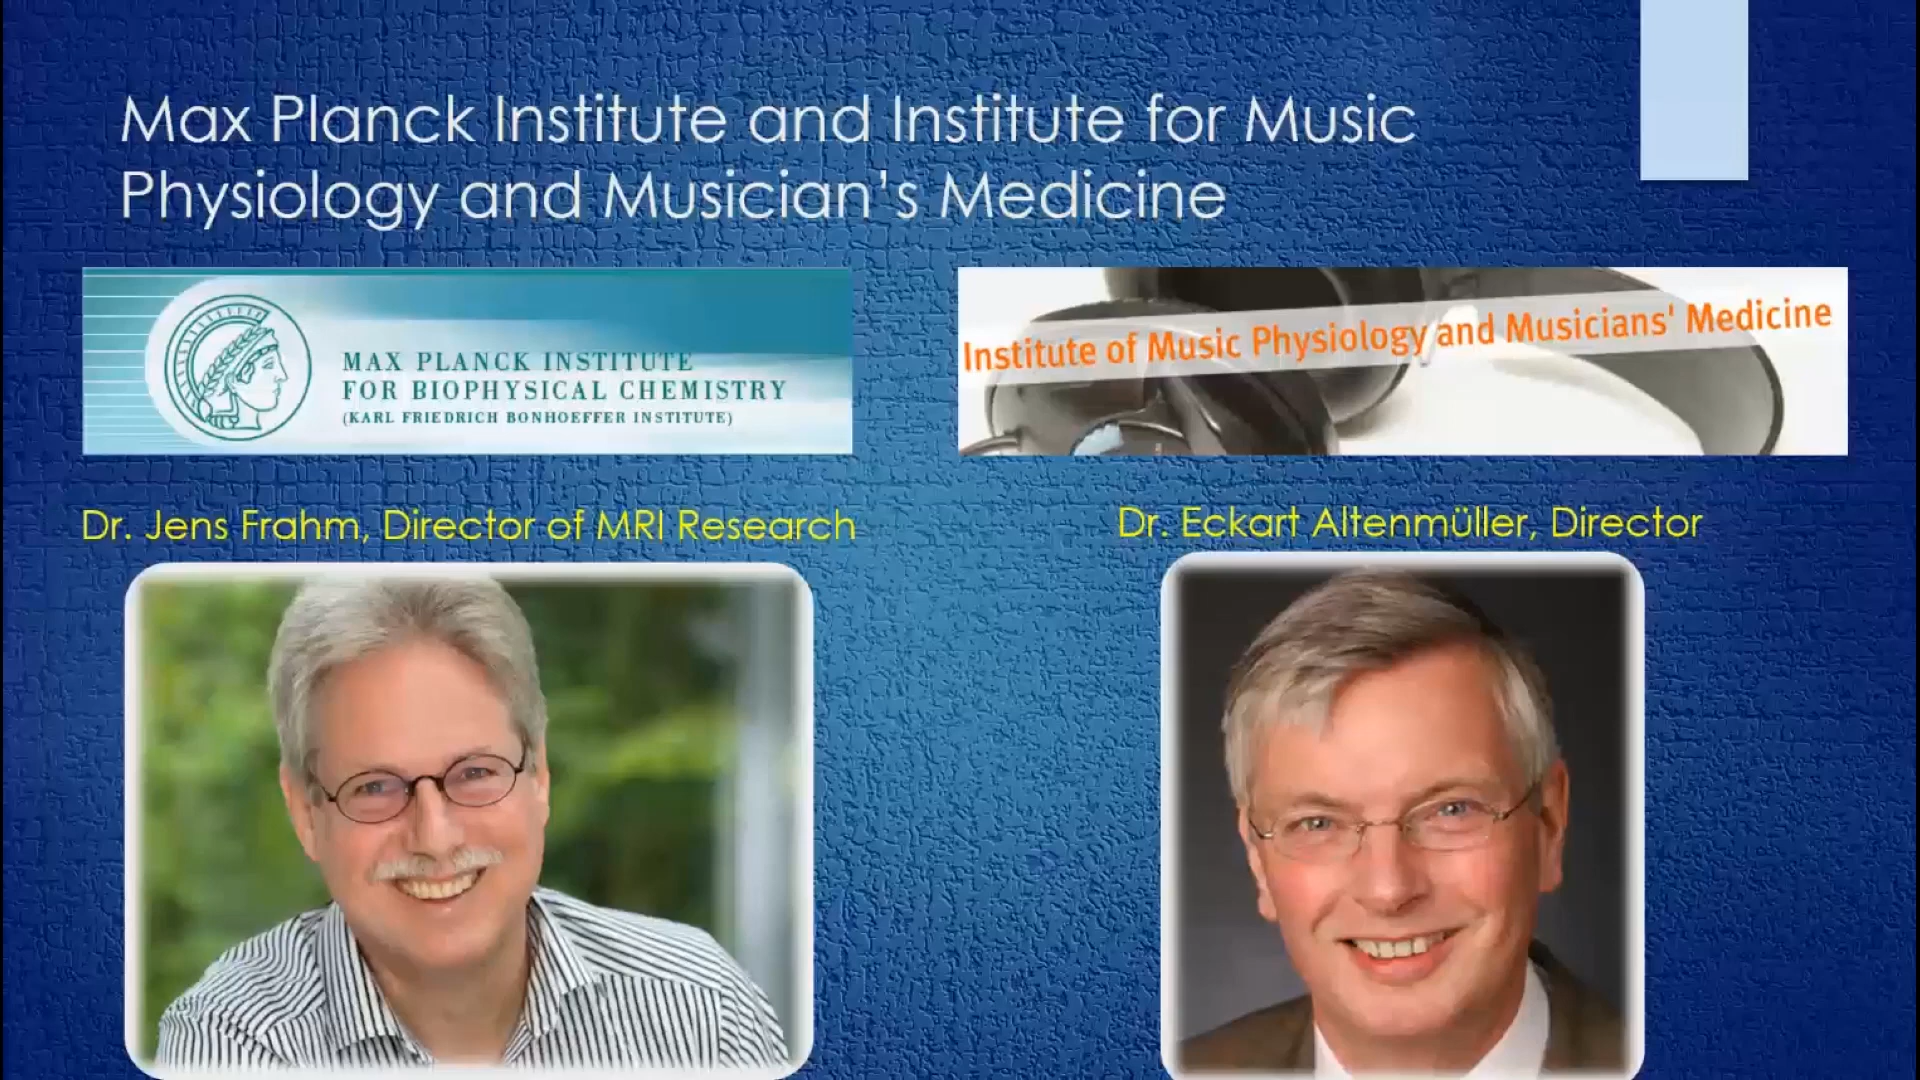 Max Planck Institute and Institute for Music
Physiology and Musician's Medicine
MAX PLANCK INSTITUTE
FOR BIOPHYSICAL CHEMISTRY
(KARL FRIEDRICH BONHOEFFER INSTITUTE)
Institute of Music Physiology and Musicians' Medicine
Dr. Jens Frahm, Director of MRI Research
Dr. Eckart Altenmüller, Director